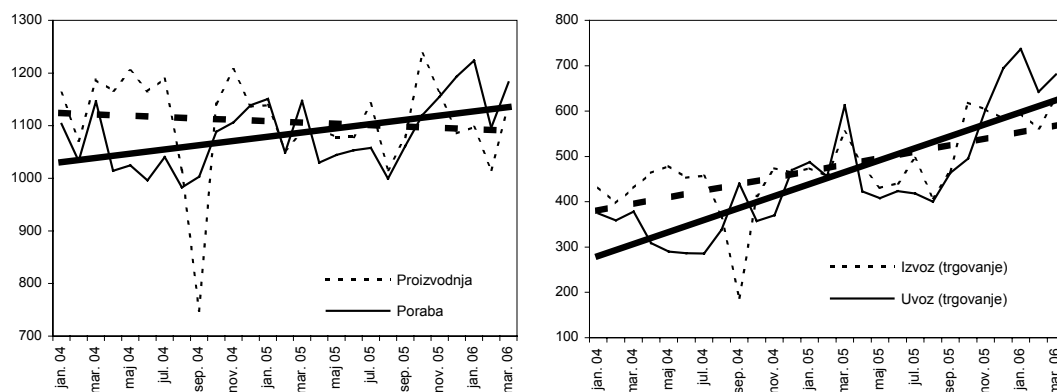 1300
1200
1100
1000
900
800
700
Proizvodnja
Poraba
jan. 04
mar. 04
maj 04
jul. 04
sep. 04
nov. 04
jan. 05
mar. 05
maj 05
jul. 05
sep. 05
nov. 05
jan. 06
mar. 06
800
700
600
500
400
300
200
100
Izvoz (trgovanje)
Uvoz (trgovanje)
jan. 04
mar. 04
maj 04
jul. 04
sep. 04
nov. 04
jan. 05
mar. 05
maj 05
jul. 05
sep. 05
nov. 05
jan. 06
mar. 06